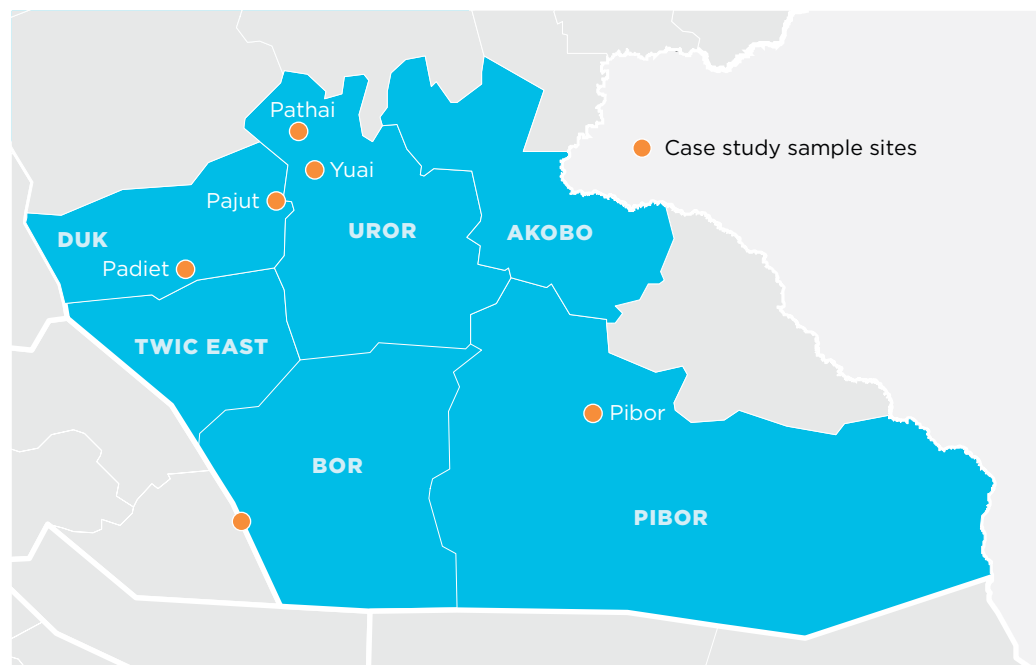 Pathai
Case study sample sites
Yuai
Pajut
UROR
AKOBO
DUK
Padiet
TWIC EAST
Pibor
BOR
PIBOR